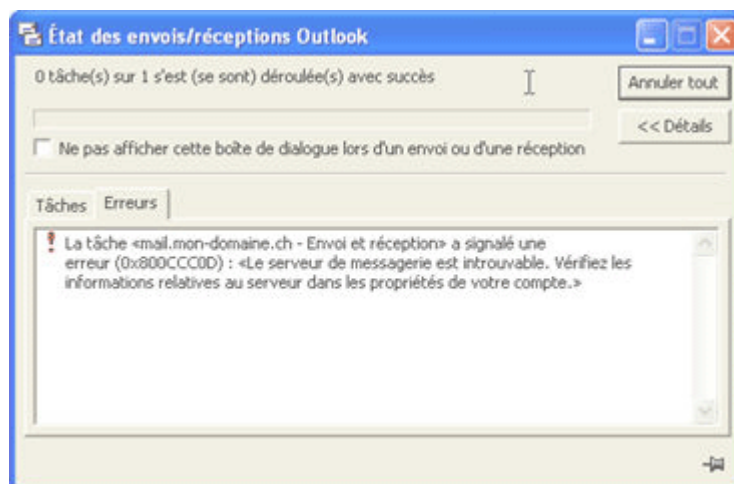 État des envois/réceptions Outlook
0 tâche(s) sur 1 s'est (se sont) déroulée(s) avec succès
Annuler tout
<< Détails
Ne pas afficher cette boîte de dialogue lors d'un envoi ou d'une réception
Tâches
Erreurs
La tâche «mail.mon-domaine.ch - Envoi et réception» a signalé une
erreur (0x800CCC0D) : «Le serveur de messagerie est introuvable. Vérifiez les
informations relatives au serveur dans les propriétés de votre compte.»